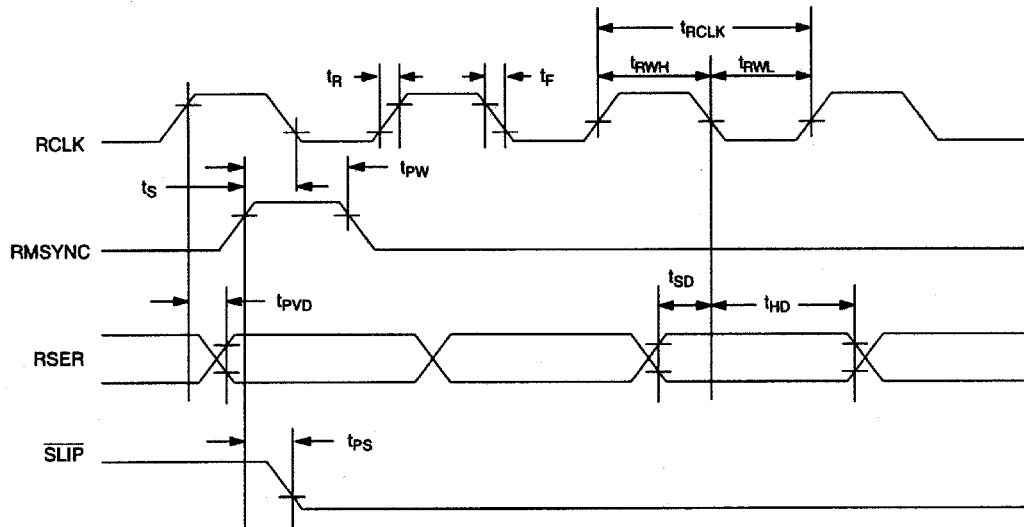 tRCLK
tR
tF
tRWH
tRWL
RCLK
tPW
tS
RMSYNC
tSD
tPVD
tHD
RSER
tPS
SLIP